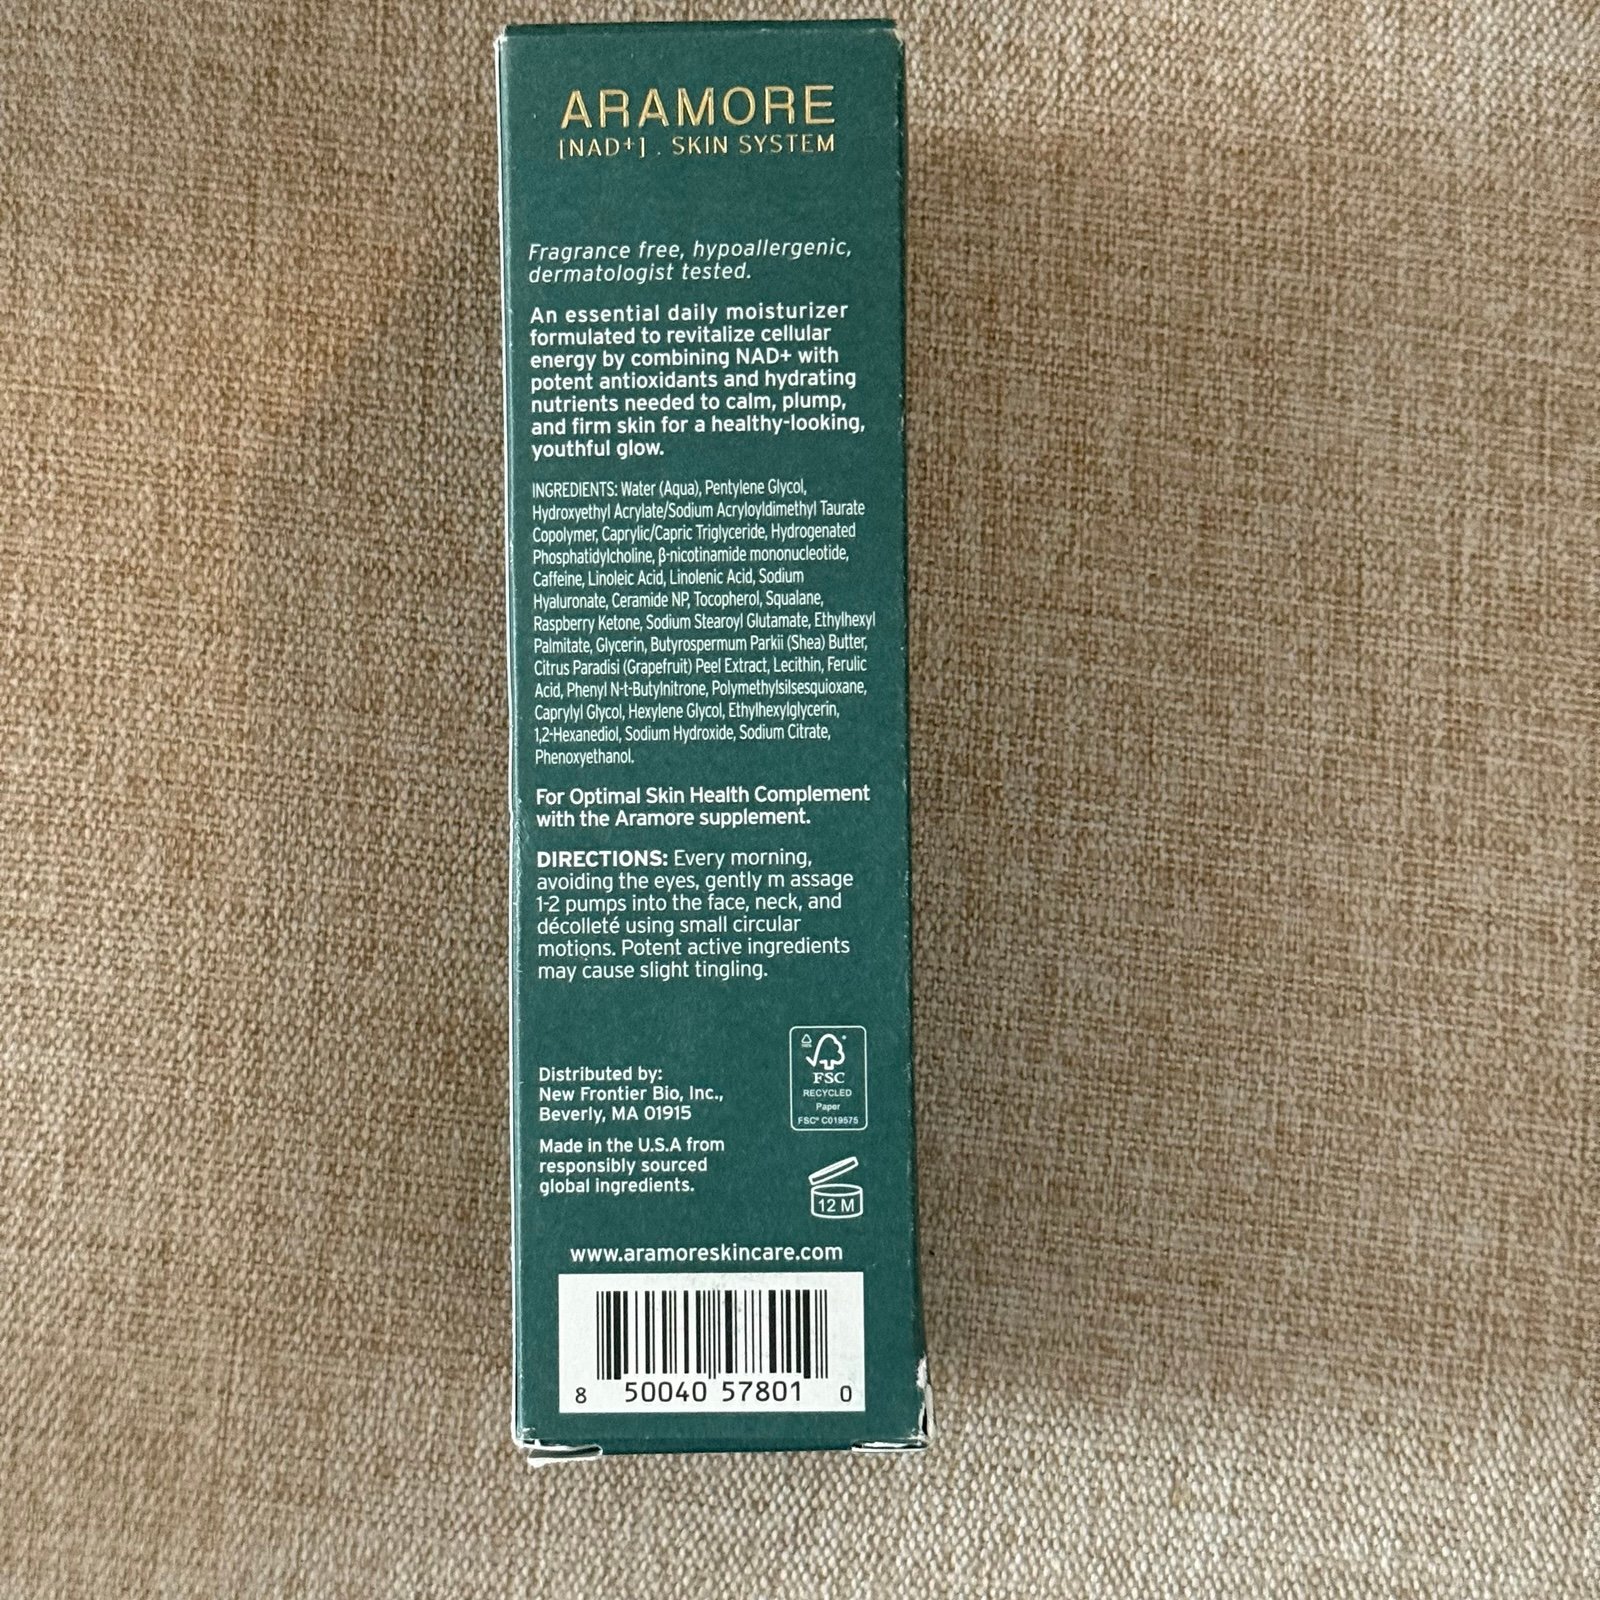 ARAMORE
[NAD+] . SKIN SYSTEM
Fragrance free, hypoallergenic,
dermatologist tested.
An essential daily moisturizer
formulated to revitalize cellular
energy by combining NAD+ with
potent antioxidants and hydrating
nutrients needed to calm, plump,
and firm skin for a healthy-looking,
youthful glow.
INGREDIENTS: Water (Aqua), Pentylene Glycol,
Hydroxyethyl Acrylate/Sodium Acryloyldimethyl Taurate
Copolymer, Caprylic/Capric Triglyceride, Hydrogenated
Phosphatidylcholine, β-nicotinamide mononucleotide,
Caffeine, Linoleic Acid, Linolenic Acid, Sodium
Hyaluronate, Ceramide NP, Tocopherol, Squalane,
Raspberry Ketone, Sodium Stearoyl Glutamate, Ethylhexyl
Palmitate, Glycerin, Butyrospermum Parkii (Shea) Butter,
Citrus Paradisi (Grapefruit) Peel Extract, Lecithin, Ferulic
Acid, Phenyl N-t-Butylnitrone, Polymethylsilsesquioxane,
Caprylyl Glycol, Hexylene Glycol, Ethylhexylglycerin,
1,2-Hexanediol, Sodium Hydroxide, Sodium Citrate,
Phenoxyethanol.
For Optimal Skin Health Complement
with the Aramore supplement.
DIRECTIONS: Every morning,
avoiding the eyes, gently m assage
1-2 pumps into the face, neck, and
décolleté using small circular
motions. Potent active ingredients
may cause slight tingling.
Distributed by:
New Frontier Bio, Inc.,
Beverly, MA 01915
Made in the U.S.A from
responsibly sourced
global ingredients.
FSC
RECYCLED
Paper
FSC® C019575
12 M
www.aramoreskincare.com
8 50040 57801 0